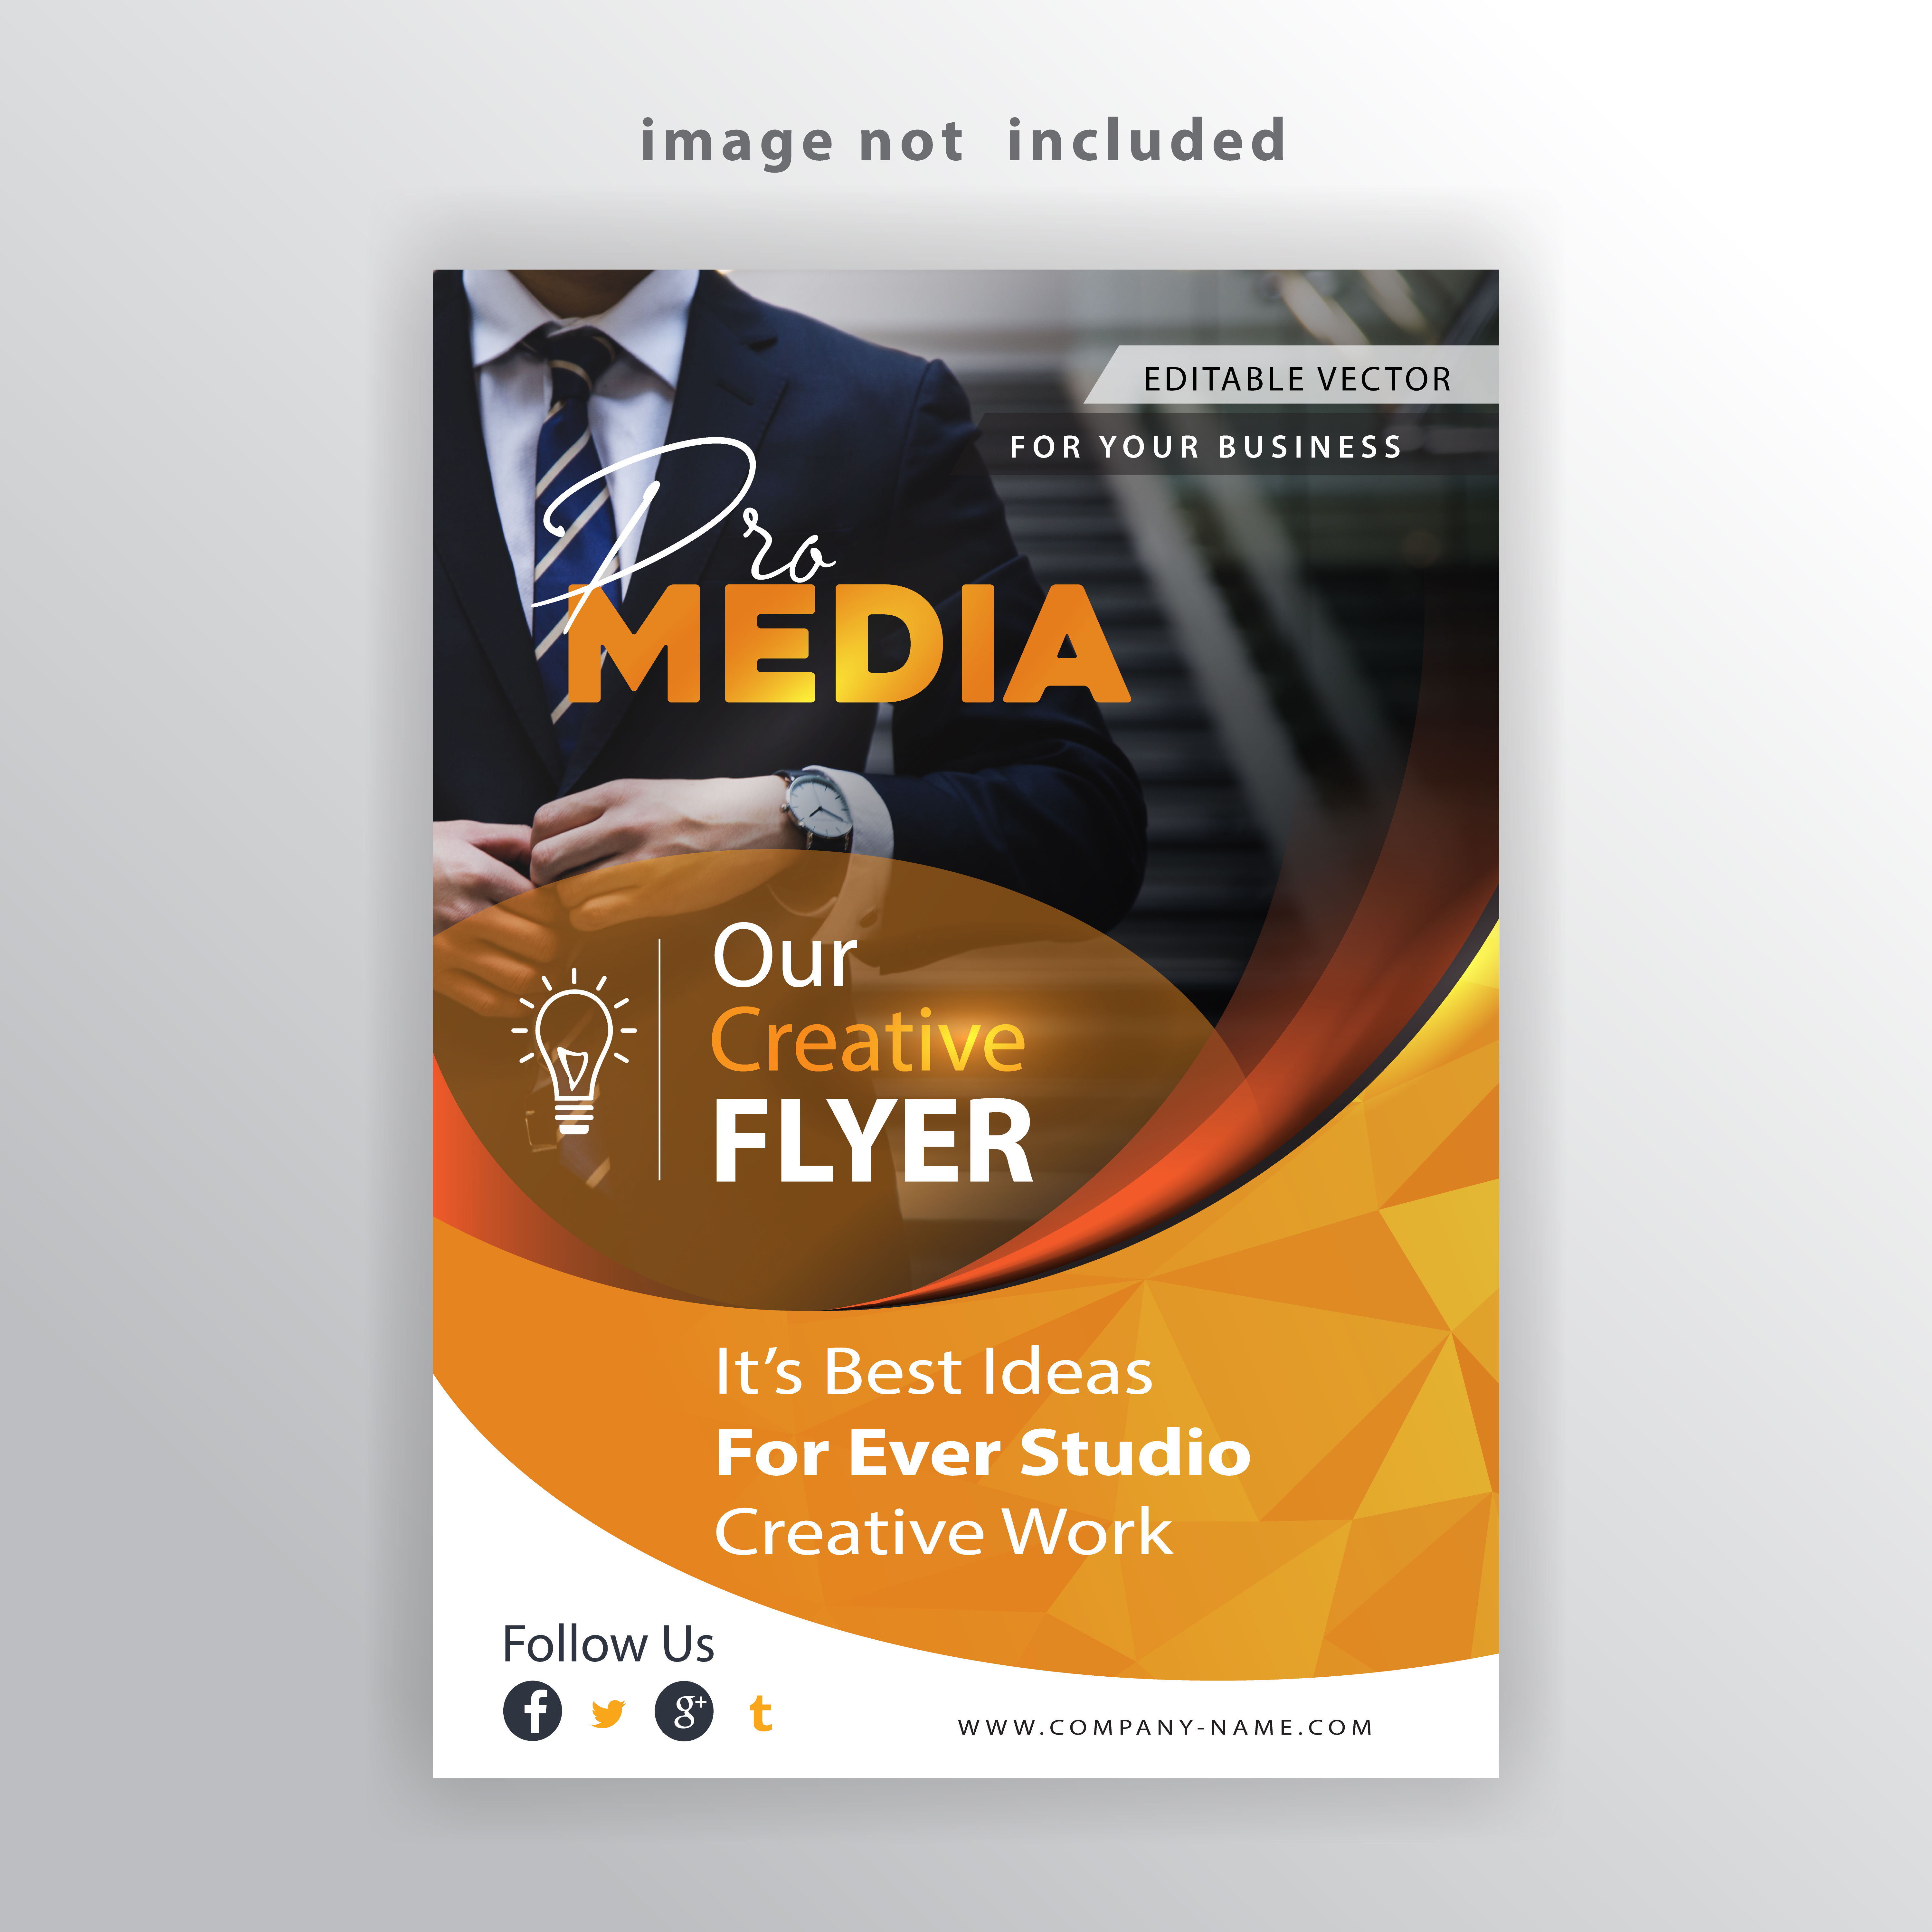 image not included
EDITABLE VECTOR
FOR YOUR BUSINESS
Pro
MEDIA
Our
Creative
FLYER
It’s Best Ideas
For Ever Studio
Creative Work
Follow Us
f g+ t
WWW.COMPANY-NAME.COM